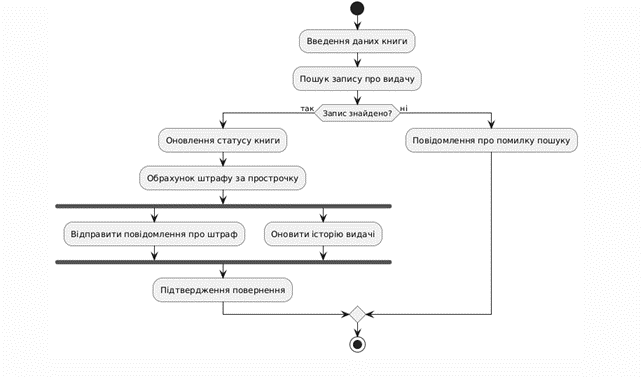 Введення даних книги
Пошук запису про видачу
так
Запис знайдено?
ні
Оновлення статусу книги
Повідомлення про помилку пошуку
Обрахунок штрафу за прострочку
Відправити повідомлення про штраф
Оновити історію видачі
Підтвердження повернення